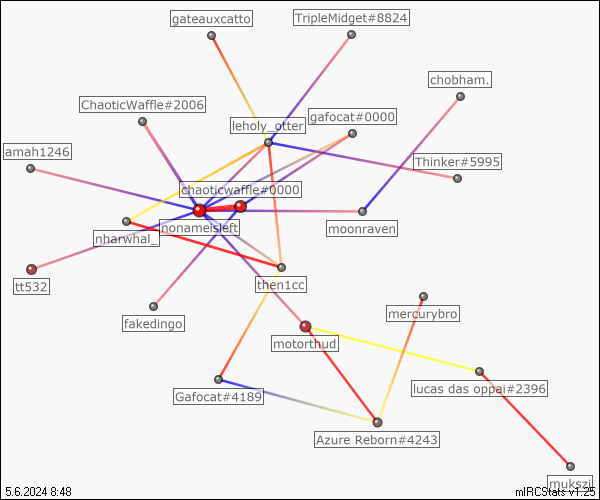 gateauxcatto
TripleMidget#8824
chobham.
ChaoticWaffle#2006
gafocat#0000
leholy_otter
amah1246
Thinker#5995
chaoticwaffle#0000
nonameisleft
moonraven
nharwhal_
tt532
then1cc
mercurybro
fakedingo
motorthud
lucas das oppai#2396
Gafocat#4189
Azure Reborn#4243
mukszi
5.6.2024 8:48
mIRCStats v1.25